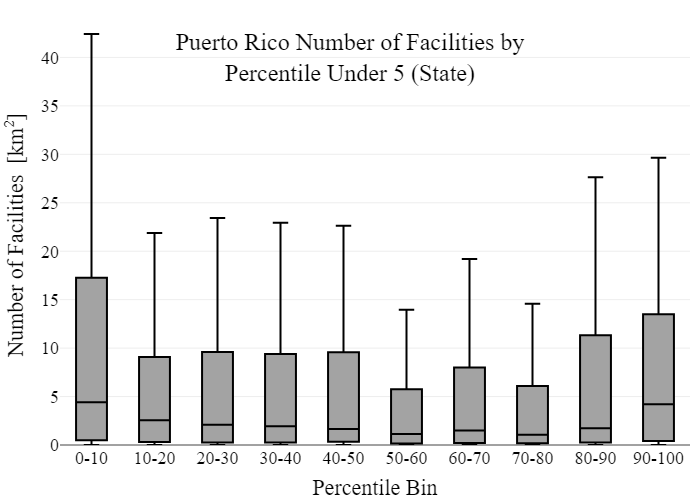 Puerto Rico Number of Facilities by
Percentile Under 5 (State)
Number of Facilities [km²]
40
35
30
25
20
15
10
5
0
0-10 10-20 20-30 30-40 40-50 50-60 60-70 70-80 80-90 90-100
Percentile Bin